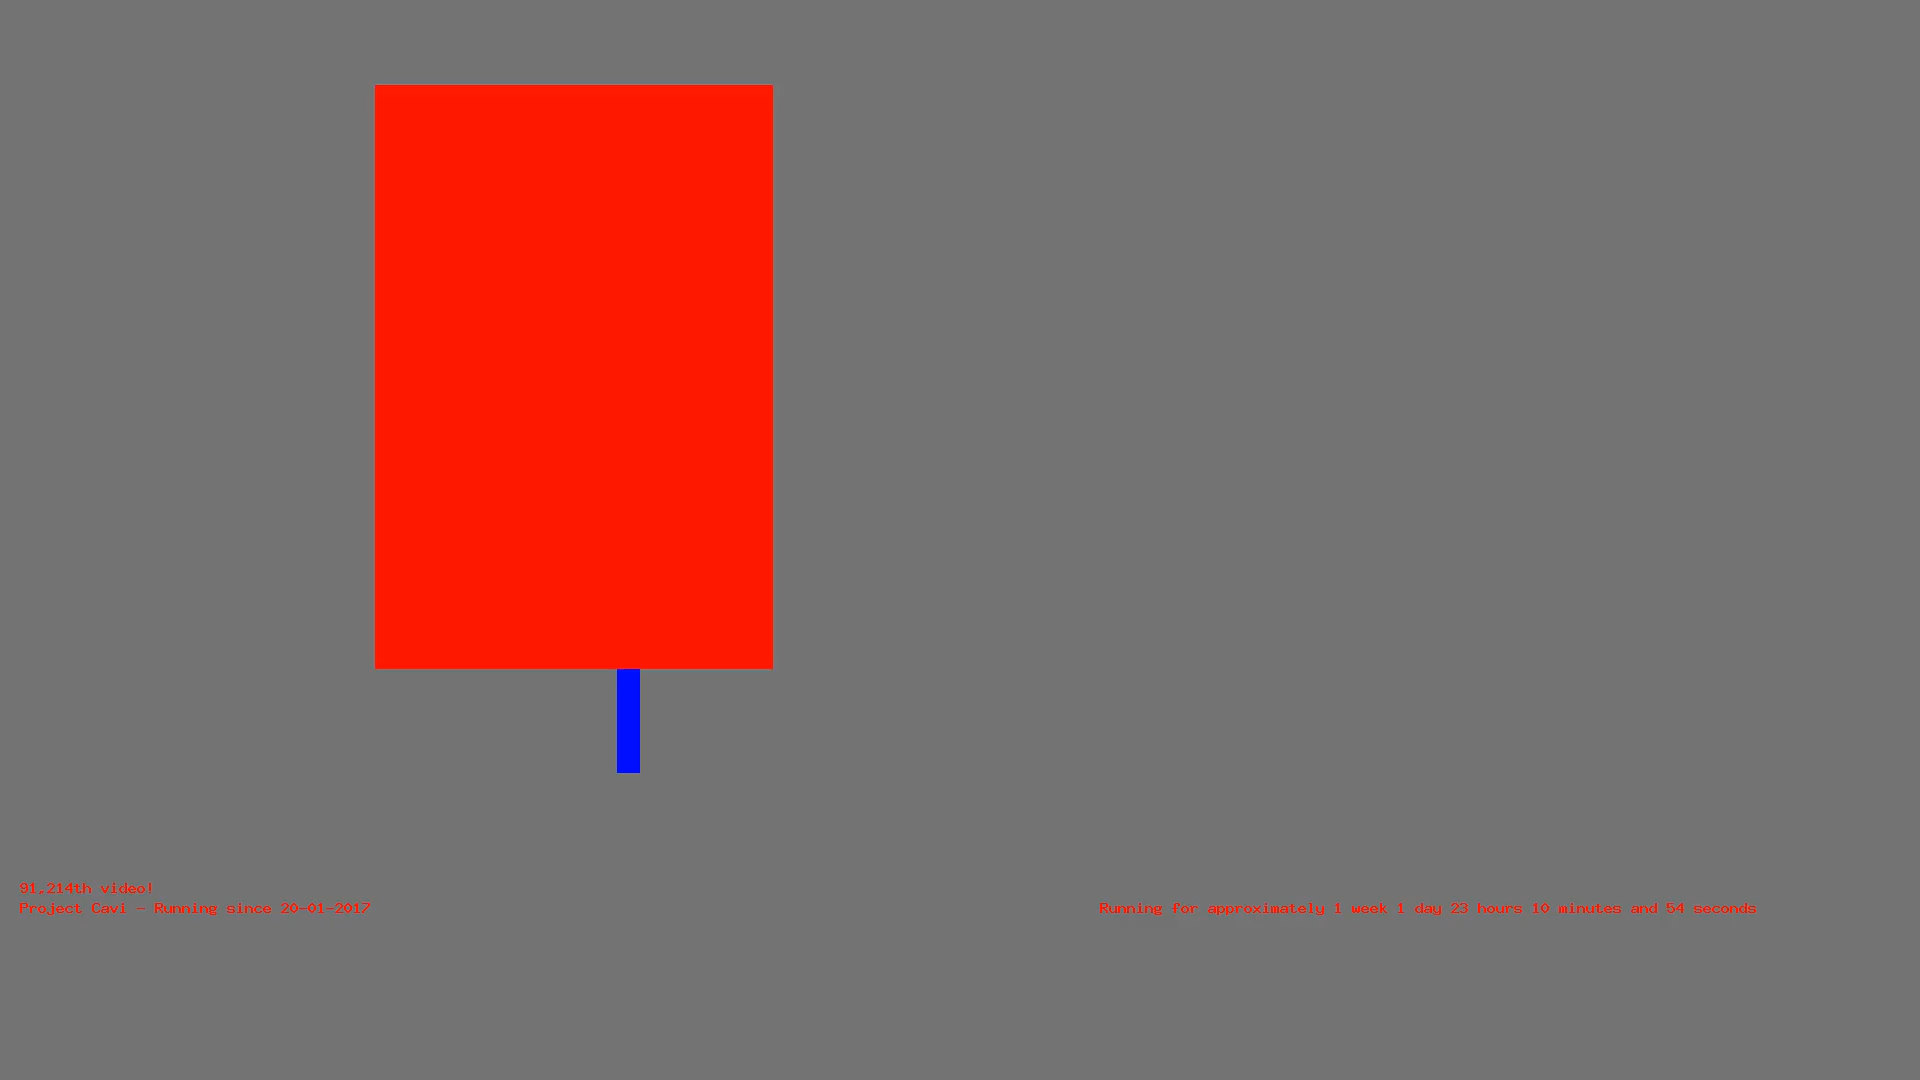 91,214th video!
Project Cavi - Running since 20-01-2017
Running for approximately 1 week 1 day 23 hours 10 minutes and 54 seconds